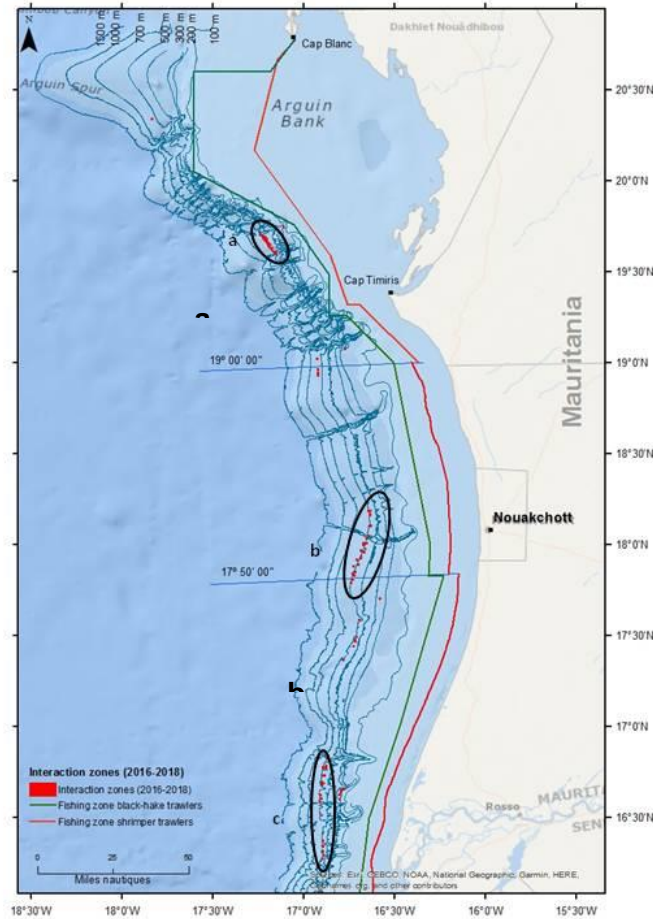 N
1500 m
1000 m
700 m
500 m
300 m
200 m
100 m
Cap Blanc
Dakhlet Nouâdhibou
Arguin Spur
Arguin
Bank
20°30'N
20°0'N
a
Cap Timiris
19°30'N
19° 00' 00"
19°0'N
Mauritania
18°30'N
Nouakchott
b
18°0'N
17° 50' 00"
17°30'N
17°0'N
Interaction zones (2016-2018)
Interaction zones (2016-2018)
Fishing zone black-hake trawlers
Fishing zone shrimper trawlers
c
Rosso
16°30'N
0 50
Miles nautiques
GEBCO, NOAA, National Geographic, Garmin, HERE,
and other contributors
18°30'W 18°0'W 17°30'W 17°0'W 16°30'W 16°0'W 15°30'W